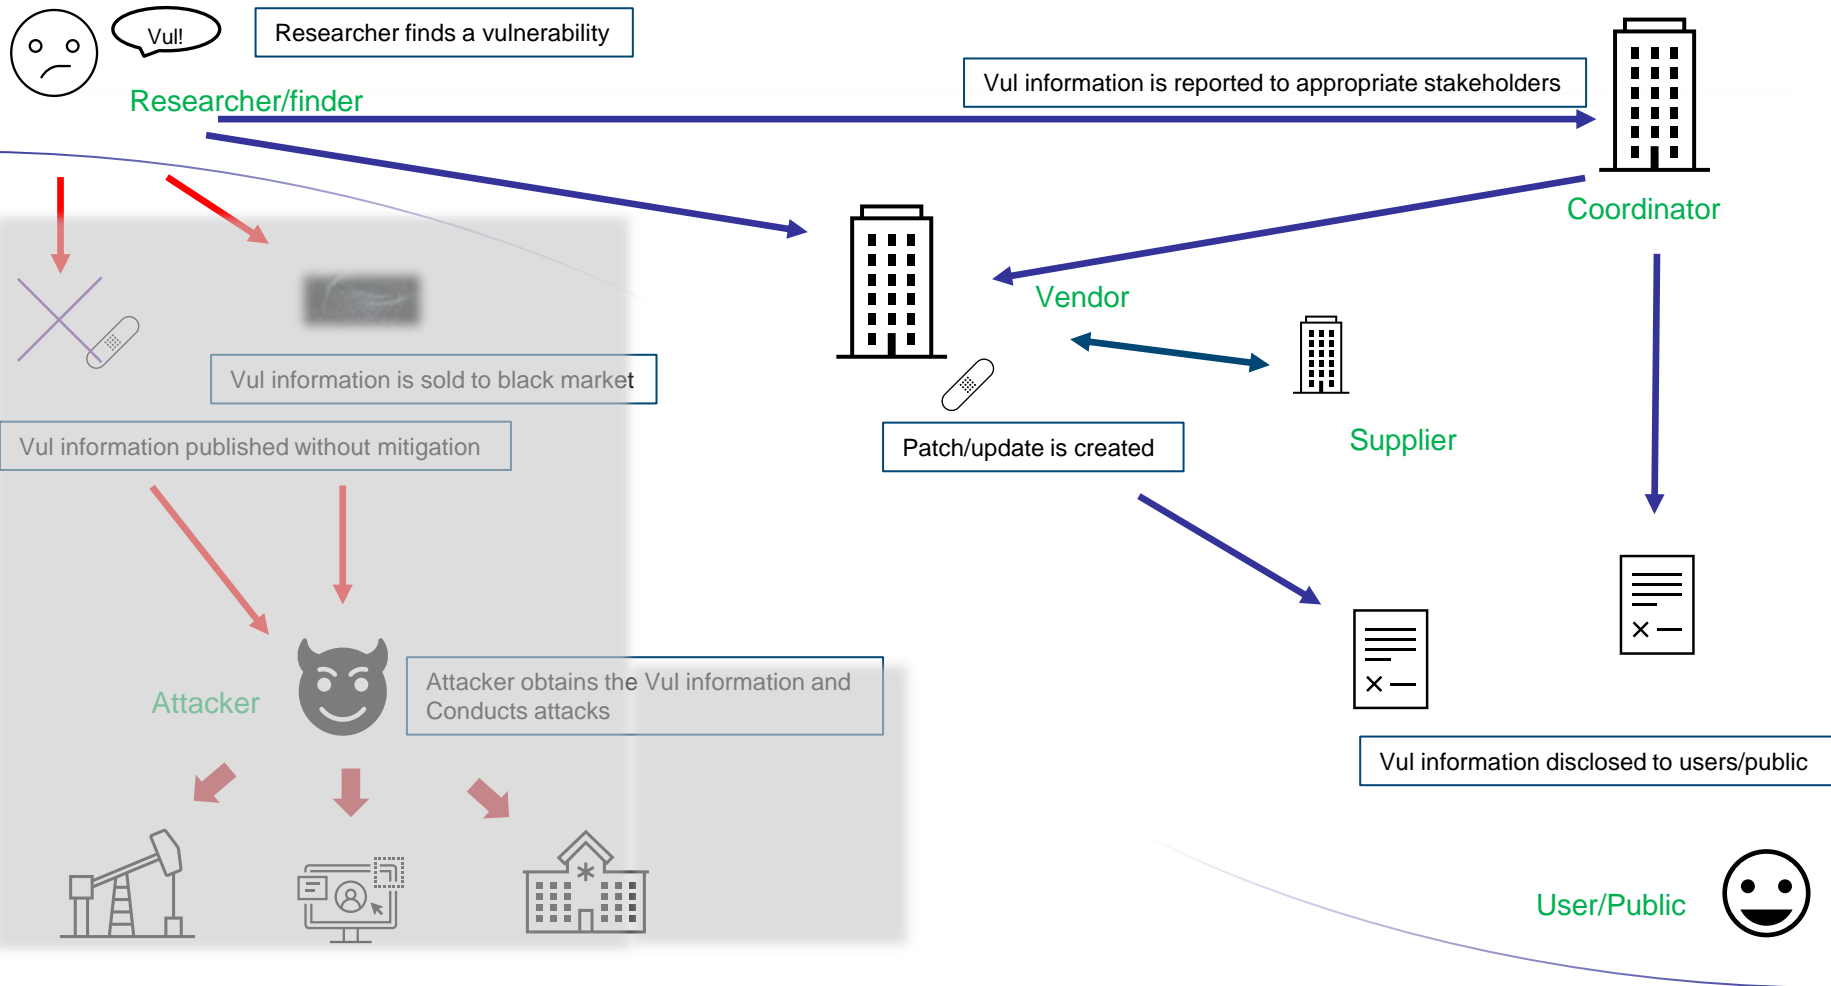 Vul!
Researcher finds a vulnerability
Researcher/finder
Vul information is reported to appropriate stakeholders
Coordinator
Vendor
Vul information is sold to black market
Vul information published without mitigation
Patch/update is created
Supplier
Attacker
Attacker obtains the Vul information and
Conducts attacks
Vul information disclosed to users/public
User/Public